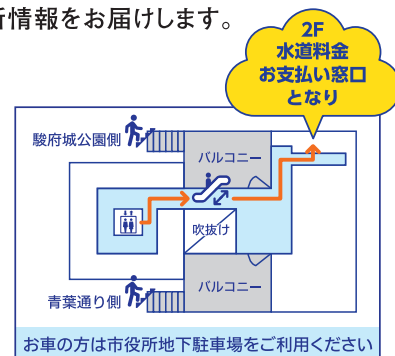 新情報をお届けします。
2F
水道料金
お支払い窓口
となり
駿府城公園側
バルコニー
吹抜け
バルコニー
青葉通り側
お車の方は市役所地下駐車場をご利用ください